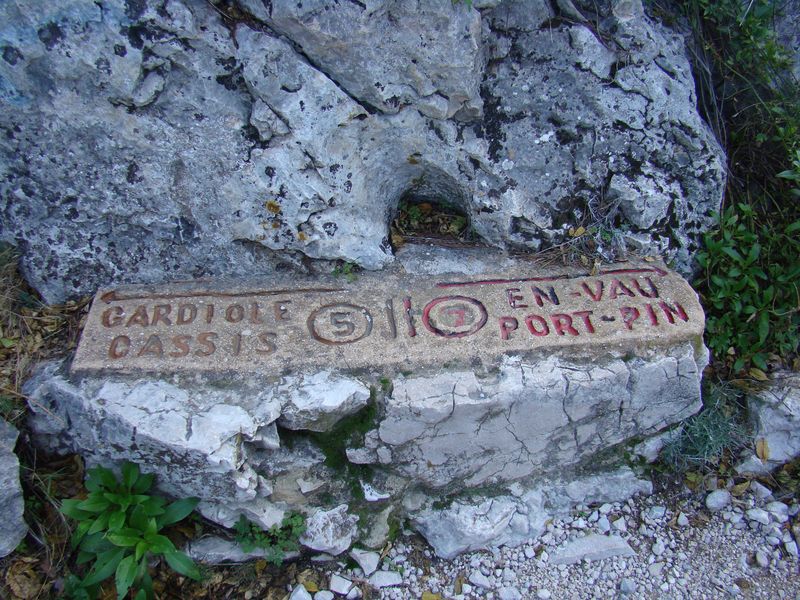 GARDIOLE
CASSIS
5
7
EN-VAU
PORT-PIN